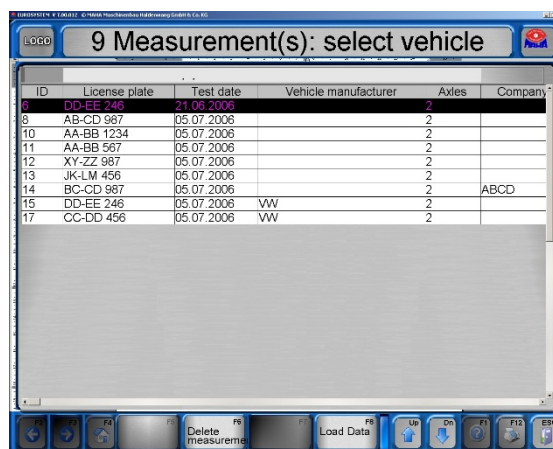 EUROSYSTEM V 7.00.032 © MAHA Maschinenbau Haldenwang GmbH & Co. KG
LOGO 9 Measurement(s): select vehicle
. .
ID License plate Test date Vehicle manufacturer Axles Company
6 DD-EE 246 21.06.2006 2
8 AB-CD 987 05.07.2006 2
10 AA-BB 1234 05.07.2006 2
11 AA-BB 567 05.07.2006 2
12 XY-ZZ 987 05.07.2006 2
13 JK-LM 456 05.07.2006 2
14 BC-CD 987 05.07.2006 2 ABCD
15 DD-EE 246 05.07.2006 VW 2
17 CC-DD 456 05.07.2006 VW 2
F2 F3 F4 F5 F6 F7 F8 Up Dn F1 F12 ESC
Delete Load Data
measureme